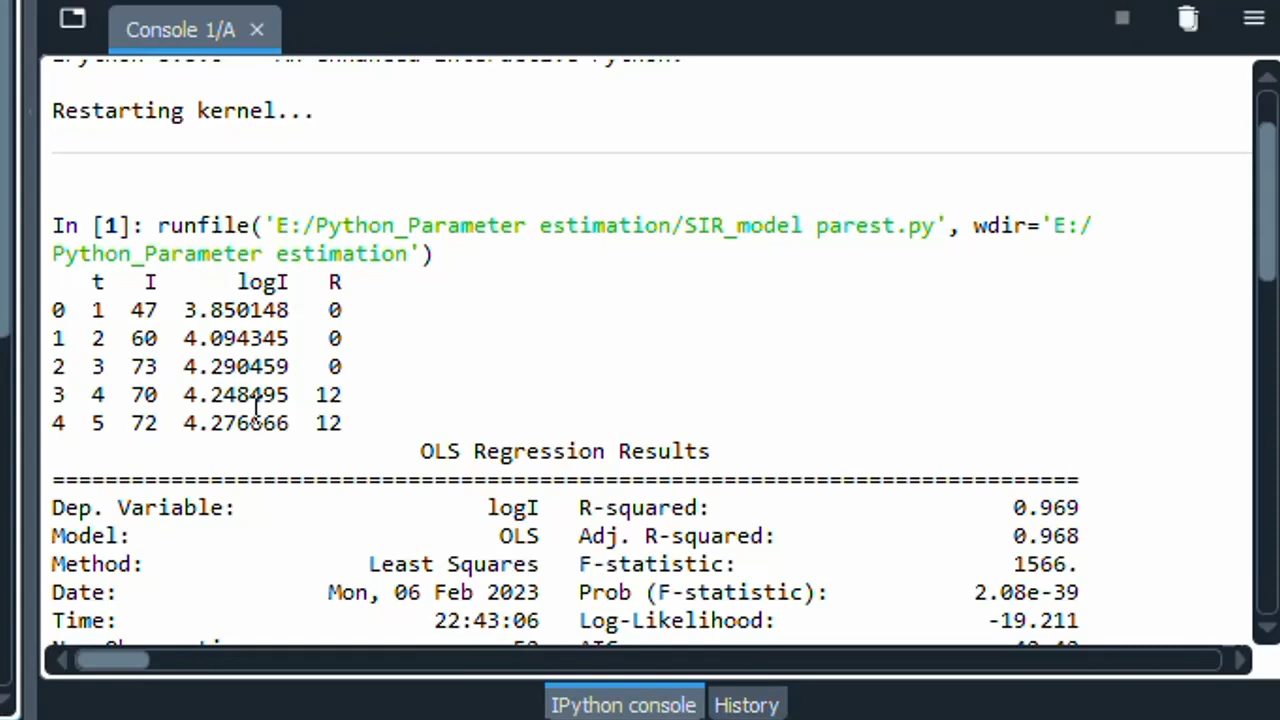 Console 1/A
Restarting kernel...
In [1]: runfile('E:/Python_Parameter estimation/SIR_model parest.py', wdir='E:/
Python_Parameter estimation')
t I logI R
0 1 47 3.850148 0
1 2 60 4.094345 0
2 3 73 4.290459 0
3 4 70 4.248495 12
4 5 72 4.276666 12
OLS Regression Results
==============================================================================
Dep. Variable: logI R-squared: 0.969
Model: OLS Adj. R-squared: 0.968
Method: Least Squares F-statistic: 1566.
Date: Mon, 06 Feb 2023 Prob (F-statistic): 2.08e-39
Time: 22:43:06 Log-Likelihood: -19.211
IPython console History